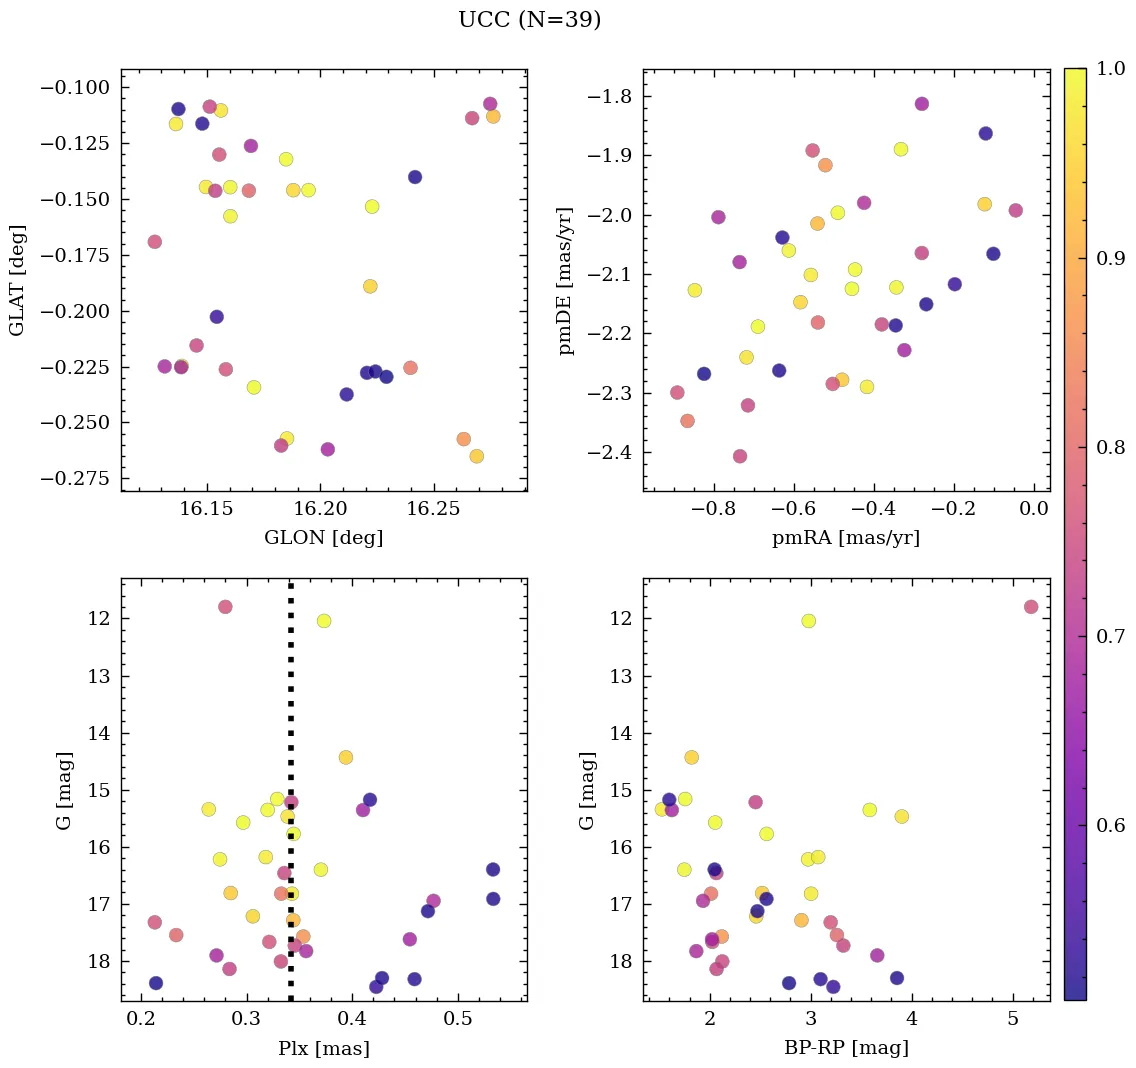 UCC (N=39)
−0.100
−0.125
−0.150
−0.175
−0.200
−0.225
−0.250
−0.275
GLAT [deg]
16.15 16.20 16.25
GLON [deg]
−1.8
−1.9
−2.0
−2.1
−2.2
−2.3
−2.4
pmDE [mas/yr]
−0.8 −0.6 −0.4 −0.2 0.0
pmRA [mas/yr]
12
13
14
15
16
17
18
G [mag]
0.2 0.3 0.4 0.5
Plx [mas]
12
13
14
15
16
17
18
G [mag]
2 3 4 5
BP-RP [mag]
1.0
0.9
0.8
0.7
0.6